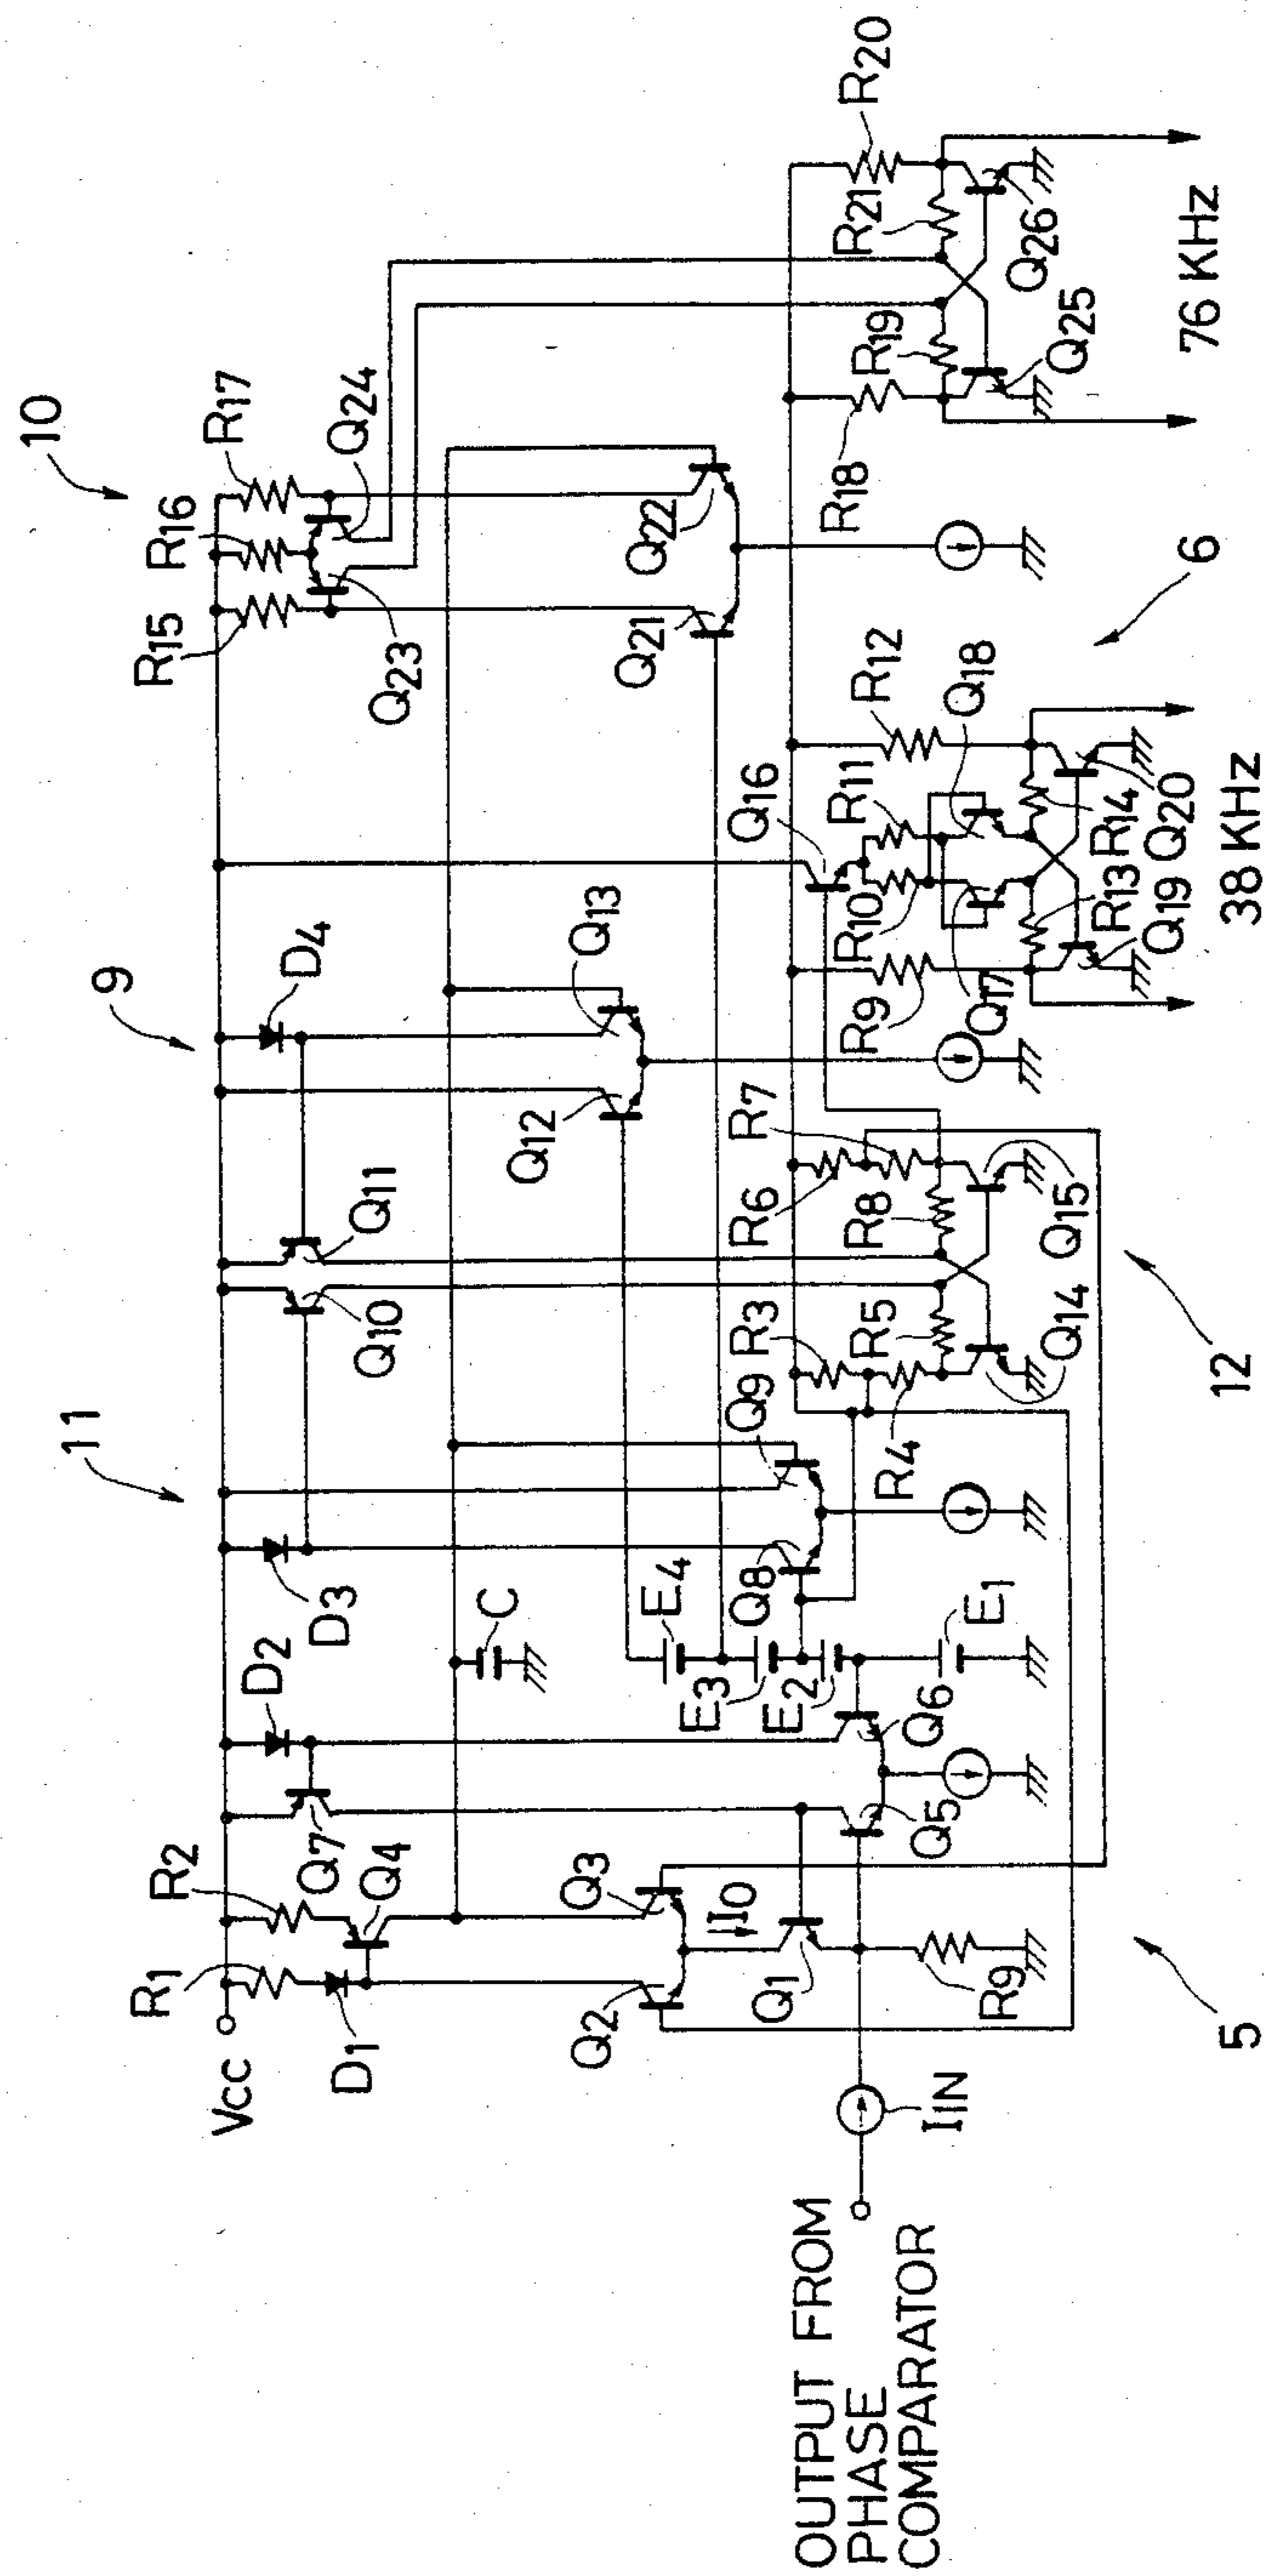 11
9
10
VCC
R1
R2
D1
Q7
Q4
D2
D3
Q10
Q11
D4
R15
R16
R17
Q23
Q24
C
Q2
Q3
IO
Q1
R9
Q5
Q6
E4
E3
E2
E1
Q8
Q9
Q12
Q13
Q21
Q22
R3
R4
R5
R6
R7
R8
Q14
Q15
Q16
R9
R10
R11
R12
Q17
Q18
R13
R14
Q19
Q20
R18
R19
R20
R21
Q25
Q26
OUTPUT FROM
PHASE
COMPARATOR
IIN
5
12
6
38 KHz
76 KHz